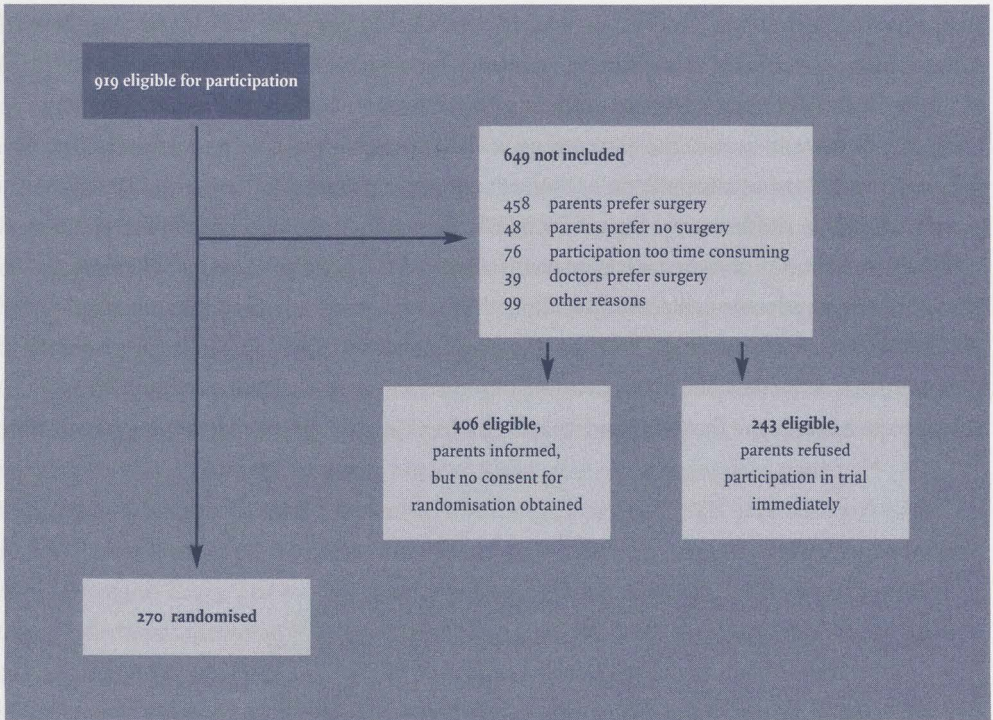 919 eligible for participation
649 not included
458 parents prefer surgery
48 parents prefer no surgery
76 participation too time consuming
39 doctors prefer surgery
99 other reasons
406 eligible,
parents informed,
but no consent for
randomisation obtained
243 eligible,
parents refused
participation in trial
immediately
270 randomised